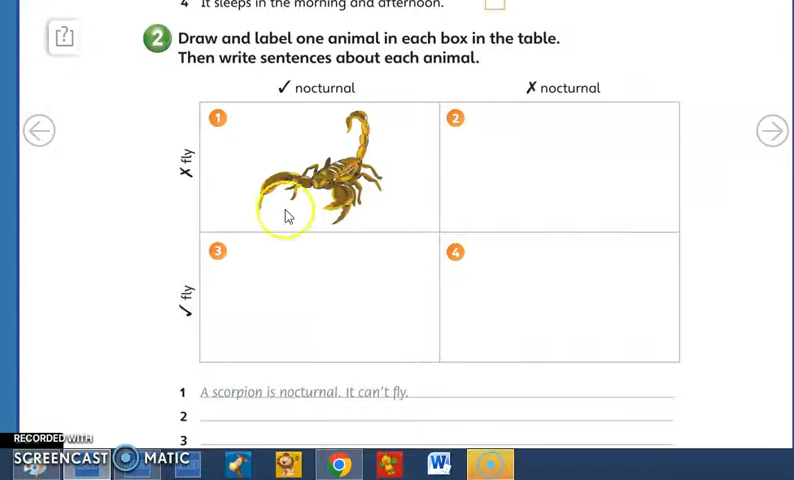 4 It sleeps in the morning and afternoon.
[?]
2 Draw and label one animal in each box in the table.
Then write sentences about each animal.
✓ nocturnal ✗ nocturnal
✗ fly
1 2
✓ fly
3 4
1 A scorpion is nocturnal. It can't fly.
2
3
RECORDED WITH
SCREENCAST MATIC
W